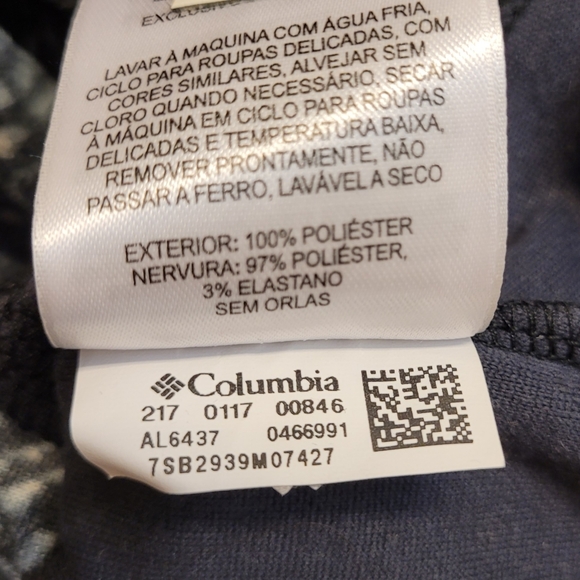 EXCLUSIVO
LAVAR À MAQUINA COM ÁGUA FRIA,
CICLO PARA ROUPAS DELICADAS, COM
CORES SIMILARES, ALVEJAR SEM
CLORO QUANDO NECESSÁRIO. SECAR
À MÁQUINA EM CICLO PARA ROUPAS
DELICADAS E TEMPERATURA BAIXA,
REMOVER PRONTAMENTE, NÃO
PASSAR A FERRO, LAVÁVEL A SECO
EXTERIOR: 100% POLIÉSTER
NERVURA: 97% POLIÉSTER,
3% ELASTANO
SEM ORLAS
Columbia
217 0117 00846
AL6437 0466991
7SB2939M07427